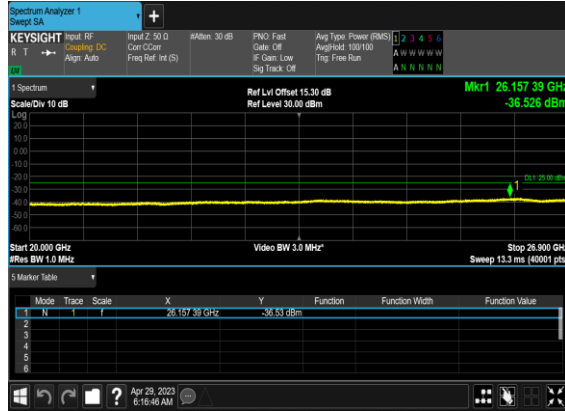 Spectrum Analyzer 1
Swept SA
+
KEYSIGHT Input: RF Input Z: 50 Ω #Atten: 30 dB PNO: Fast Avg Type: Power (RMS) 1 2 3 4 5 6
R T Coupling: DC Corr CCorr Gate: Off Avg|Hold: 100/100 A W W W W W
Align: Auto Freq Ref: Int (S) IF Gain: Low Trig: Free Run
LV Sig Track: Off A N N N N N
1 Spectrum Ref Lvl Offset 15.30 dB Mkr1 26.157 39 GHz
Scale/Div 10 dB Ref Level 30.00 dBm -36.526 dBm
Log
20.0
10.0
0.00
-10.0
-20.0 DL1 -25.00 dBm
1
-30.0
-40.0
-50.0
-60.0
Start 20.000 GHz Video BW 3.0 MHz* Stop 26.900 GHz
#Res BW 1.0 MHz Sweep 13.3 ms (40001 pts)
5 Marker Table
Mode Trace Scale X Y Function Function Width Function Value
1 N 1 f 26.157 39 GHz -36.53 dBm
2
3
4
5
6
? Apr 29, 2023
6:16:46 AM